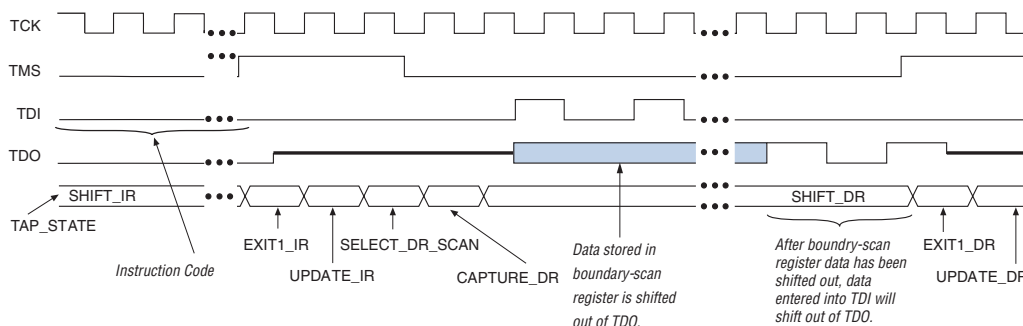 TCK
TMS
TDI
TDO
SHIFT_IR
SHIFT_DR
TAP_STATE
EXIT1_IR
SELECT_DR_SCAN
EXIT1_DR
Instruction Code
UPDATE_IR
CAPTURE_DR
UPDATE_DR
Data stored in
boundary-scan
register is shifted
out of TDO.
After boundry-scan
register data has been
shifted out, data
entered into TDI will
shift out of TDO.